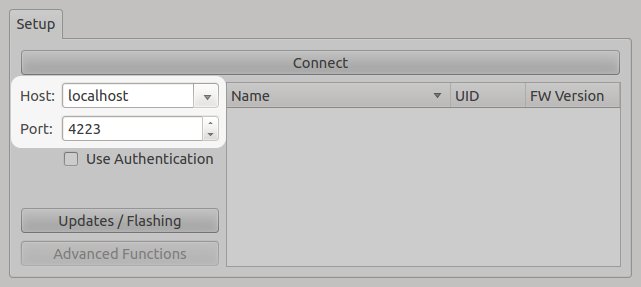 Setup
Connect
Host: localhost
Port: 4223
Use Authentication
Updates / Flashing
Advanced Functions
Name UID FW Version